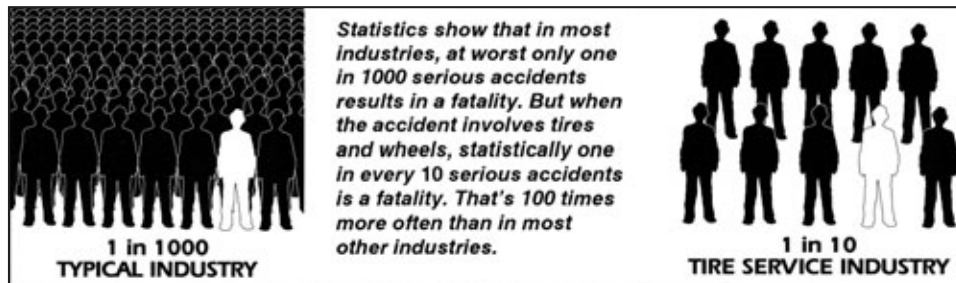 Statistics show that in most
industries, at worst only one
in 1000 serious accidents
results in a fatality. But when
the accident involves tires
and wheels, statistically one
in every 10 serious accidents
is a fatality. That's 100 times
more often than in most
other industries.
1 in 1000
TYPICAL INDUSTRY
1 in 10
TIRE SERVICE INDUSTRY